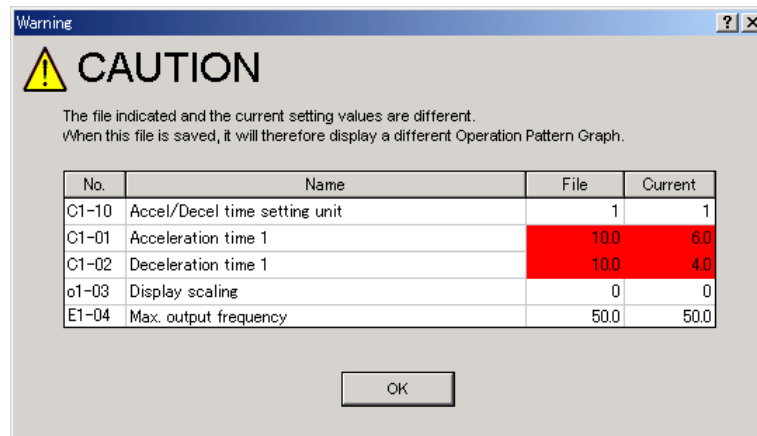 Warning
CAUTION
The file indicated and the current setting values are different.
When this file is saved, it will therefore display a different Operation Pattern Graph.
No. Name File Current
C1-10 Accel/Decel time setting unit 1 1
C1-01 Acceleration time 1 10.0 6.0
C1-02 Deceleration time 1 10.0 4.0
o1-03 Display scaling 0 0
E1-04 Max. output frequency 50.0 50.0
OK